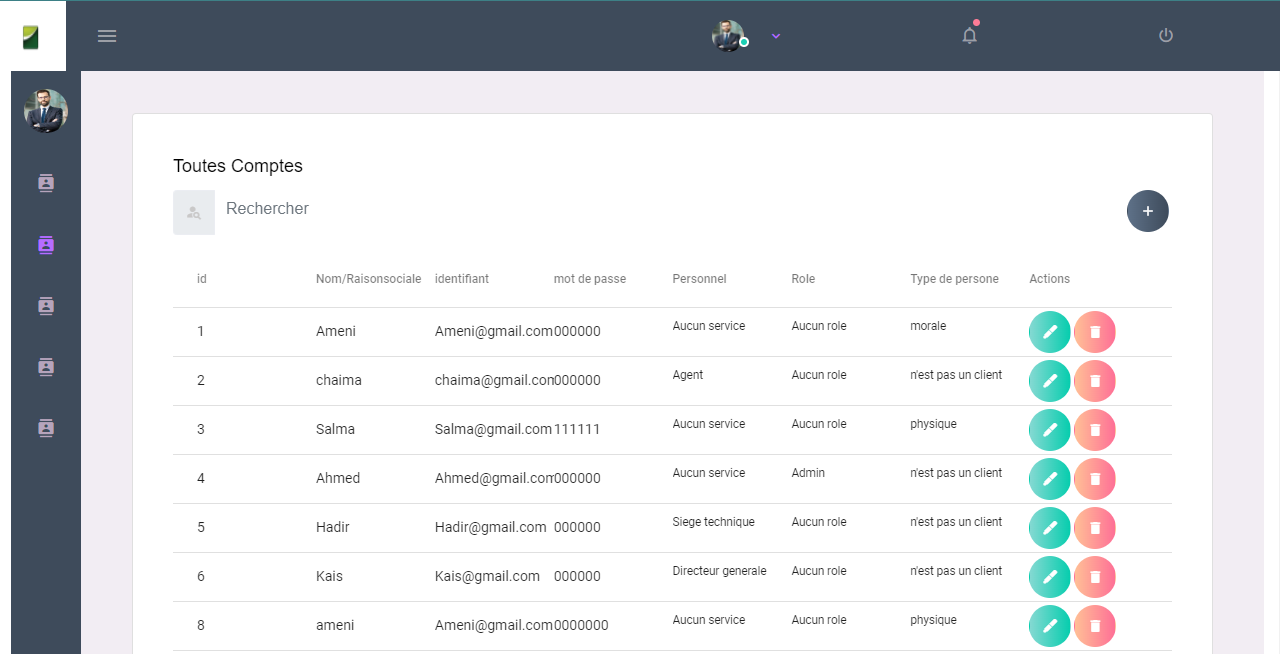 Toutes Comptes
Rechercher
+
id Nom/Raisonsociale identifiant mot de passe Personnel Role Type de persone Actions
1 Ameni Ameni@gmail.com 000000 Aucun service Aucun role morale
2 chaima chaima@gmail.com 000000 Agent Aucun role n'est pas un client
3 Salma Salma@gmail.com 111111 Aucun service Aucun role physique
4 Ahmed Ahmed@gmail.com 000000 Aucun service Admin n'est pas un client
5 Hadir Hadir@gmail.com 000000 Siege technique Aucun role n'est pas un client
6 Kais Kais@gmail.com 000000 Directeur generale Aucun role n'est pas un client
8 ameni Ameni@gmail.com 0000000 Aucun service Aucun role physique